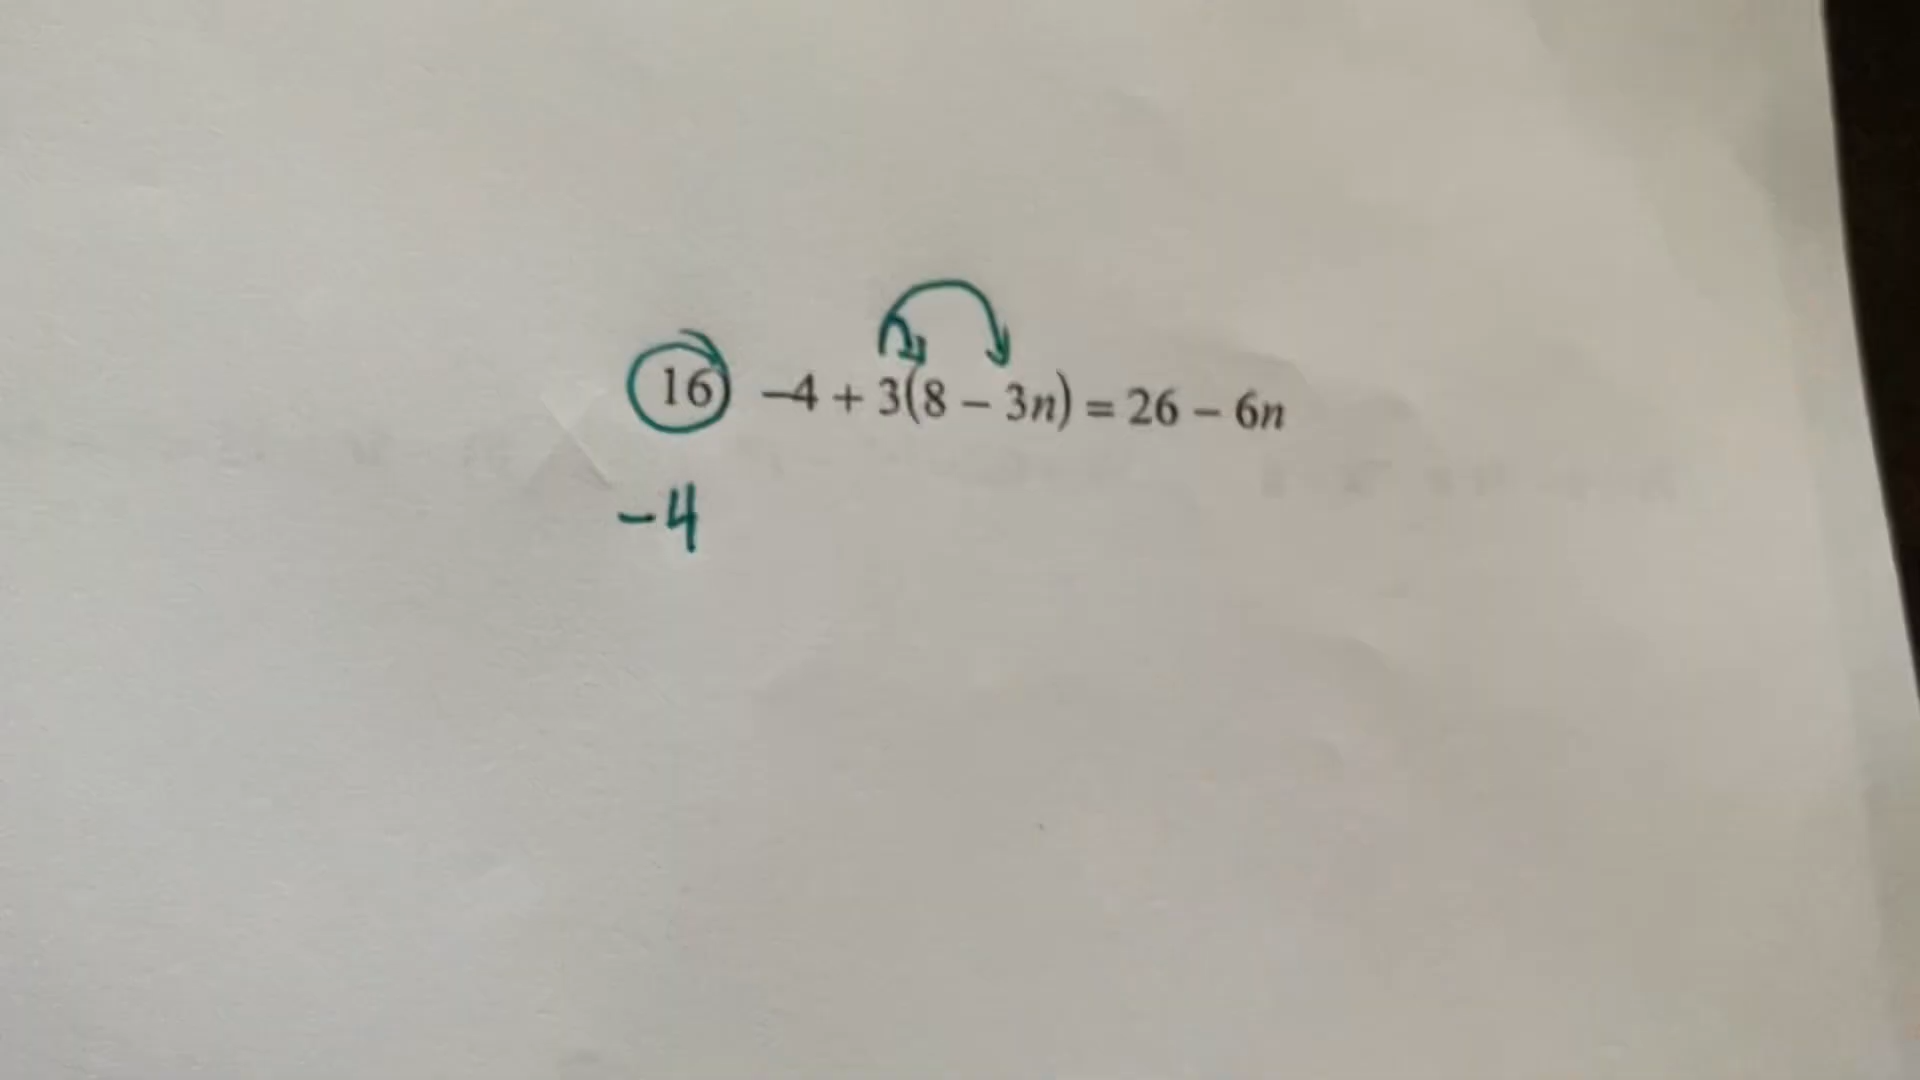 16) –4 + 3(8 – 3n) = 26 – 6n
-4